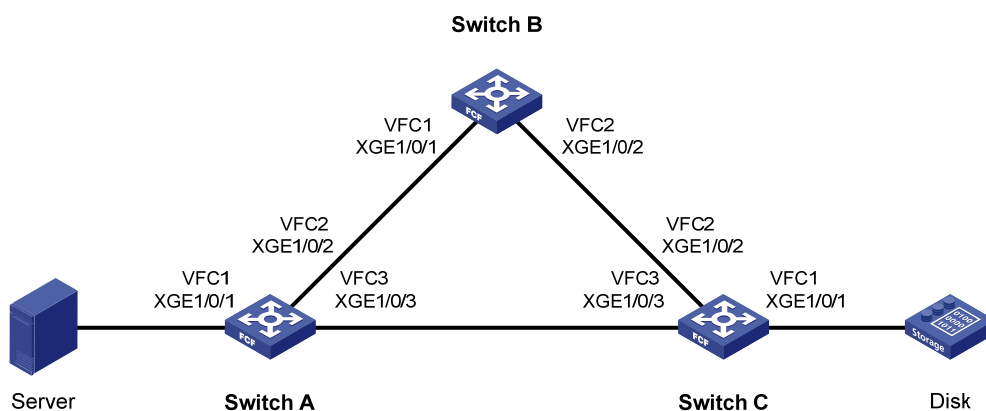 Switch B
FCF
VFC1
XGE1/0/1
VFC2
XGE1/0/2
VFC2
XGE1/0/2
VFC2
XGE1/0/2
VFC1
XGE1/0/1
VFC3
XGE1/0/3
VFC3
XGE1/0/3
VFC1
XGE1/0/1
FCF
FCF
0100
0000
1011
Storage
Server
Switch A
Switch C
Disk